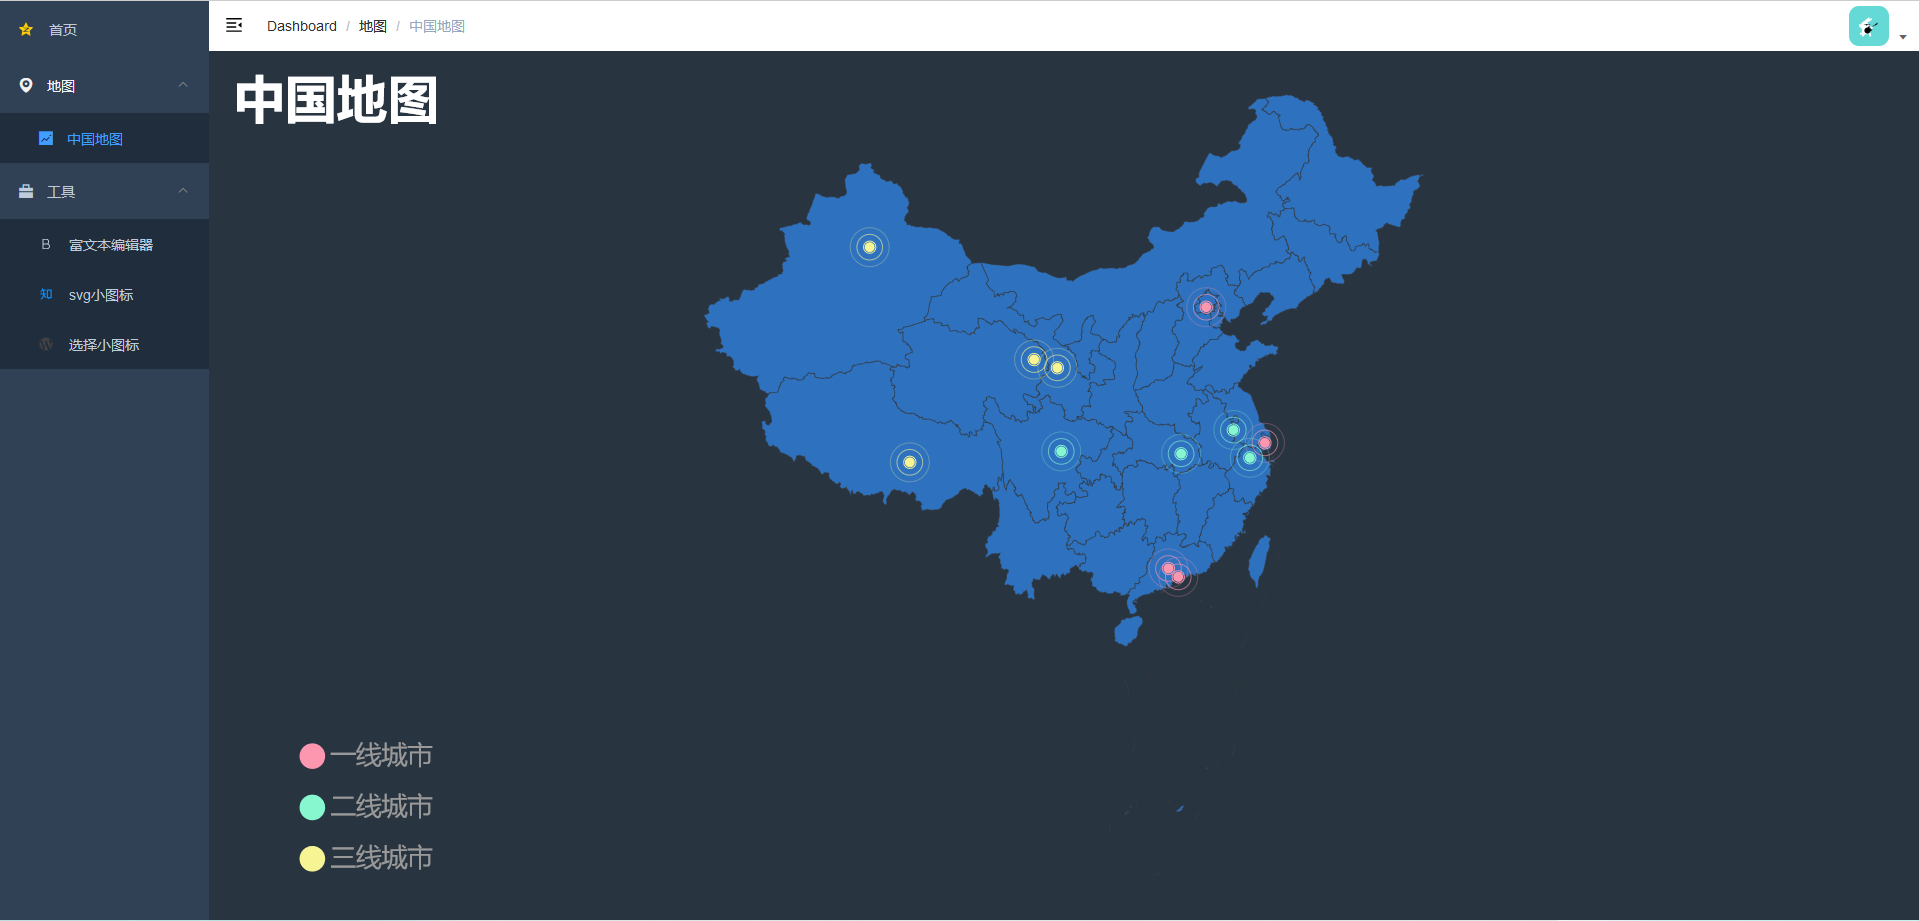 首页
地图
中国地图
工具
B 富文本编辑器
知 svg小图标
选择小图标
Dashboard / 地图 / 中国地图
中国地图
一线城市
二线城市
三线城市